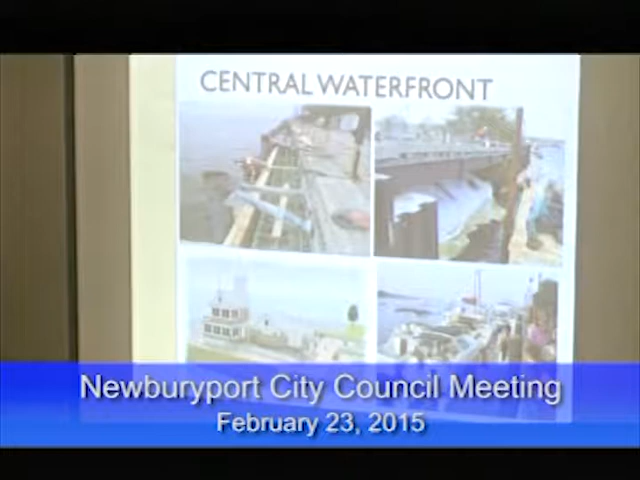 CENTRAL WATERFRONT
Newburyport City Council Meeting
February 23, 2015